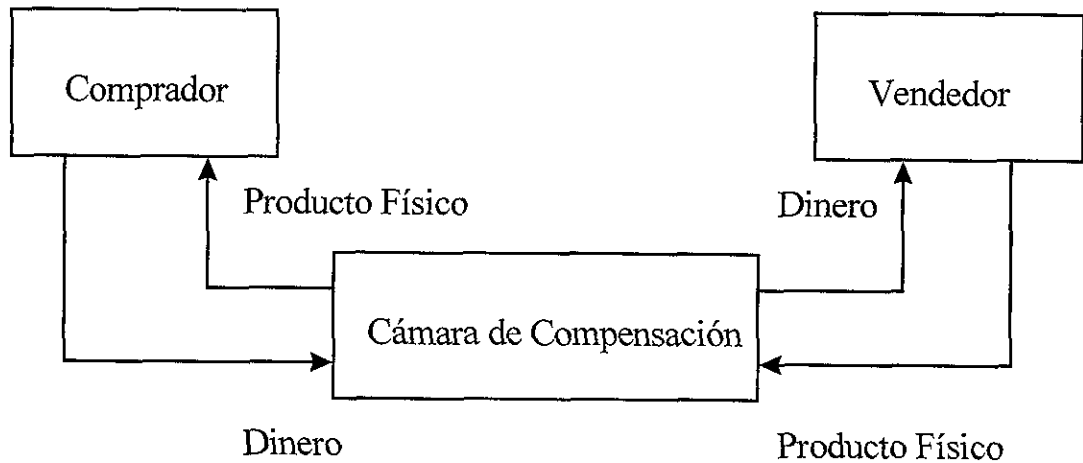 Comprador
Vendedor
Producto Físico
Dinero
Cámara de Compensación
Dinero
Producto Físico